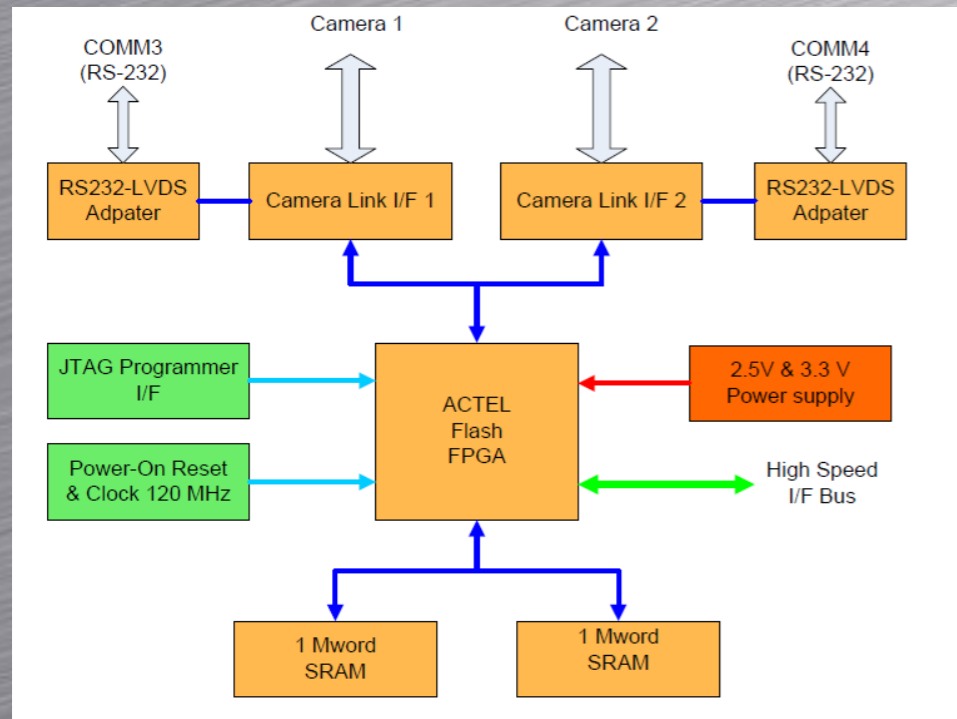 Camera 1
Camera 2
COMM3
(RS-232)
COMM4
(RS-232)
RS232-LVDS
Adpater
Camera Link I/F 1
Camera Link I/F 2
RS232-LVDS
Adpater
JTAG Programmer
I/F
ACTEL
Flash
FPGA
2.5V & 3.3 V
Power supply
Power-On Reset
& Clock 120 MHz
High Speed
I/F Bus
1 Mword
SRAM
1 Mword
SRAM